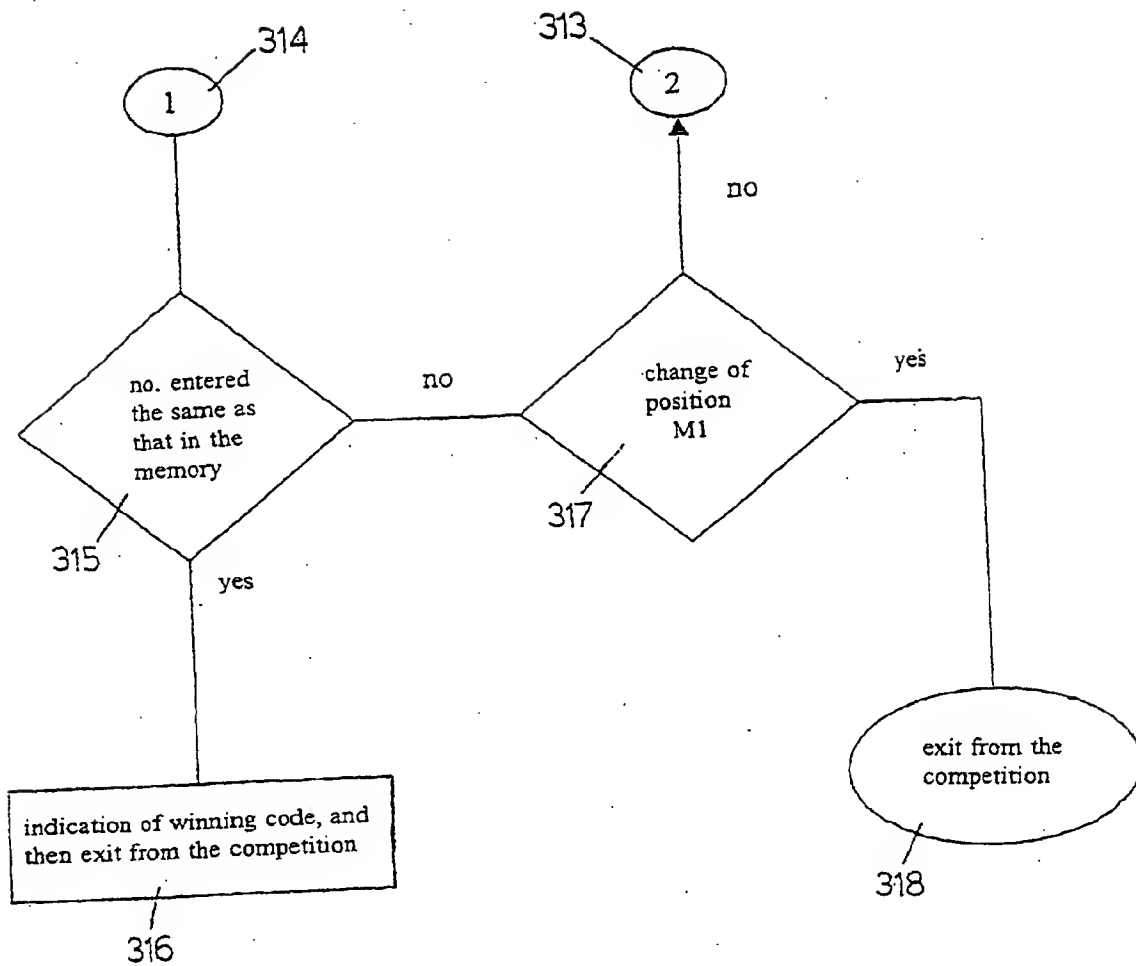 314
1
313
2
no
no. entered
the same as
that in the
memory
315
no
change of
position
M1
317
yes
yes
indication of winning code, and
then exit from the competition
316
exit from the
competition
318